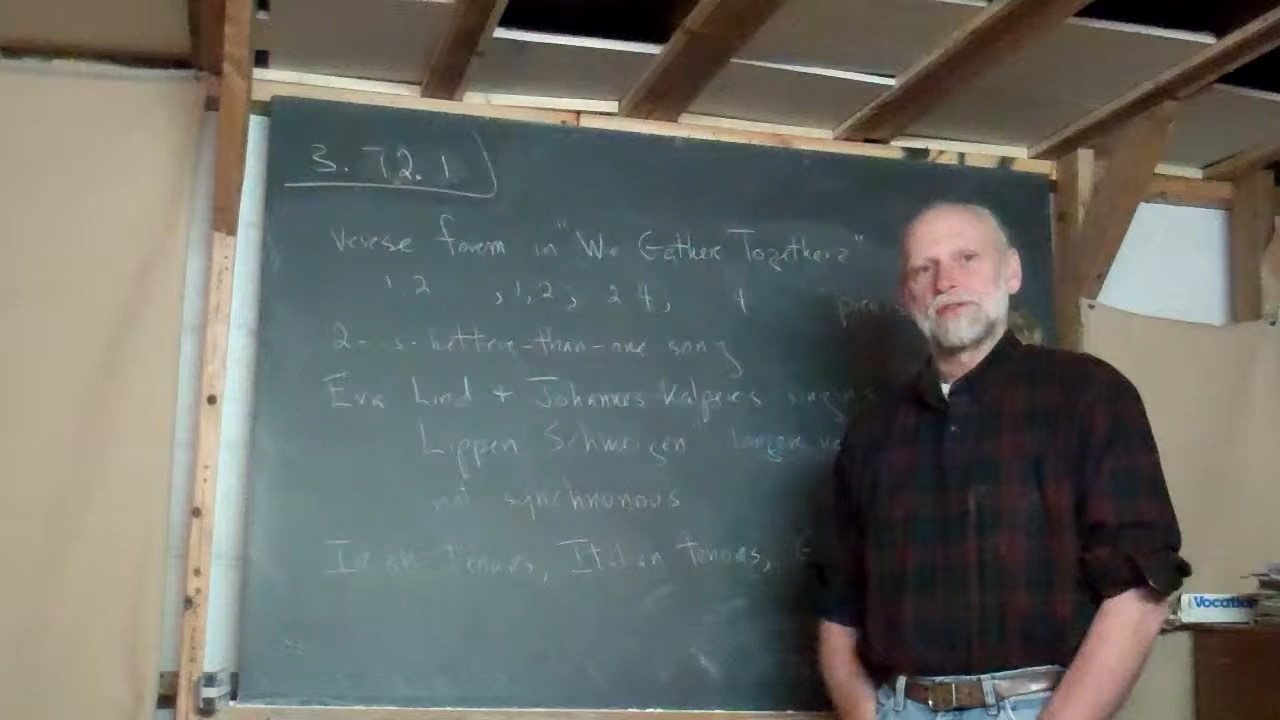 3. 72.1
Verse form in "We Gather Together"
1 2 , 1, 2 ; 2 4, 4
2-is-better-than-one song
Eva Lind + Johannes Kalpers
Lippen Schweigen"
not synchronous
Irish Tenors, Italian tenors,
Vocation